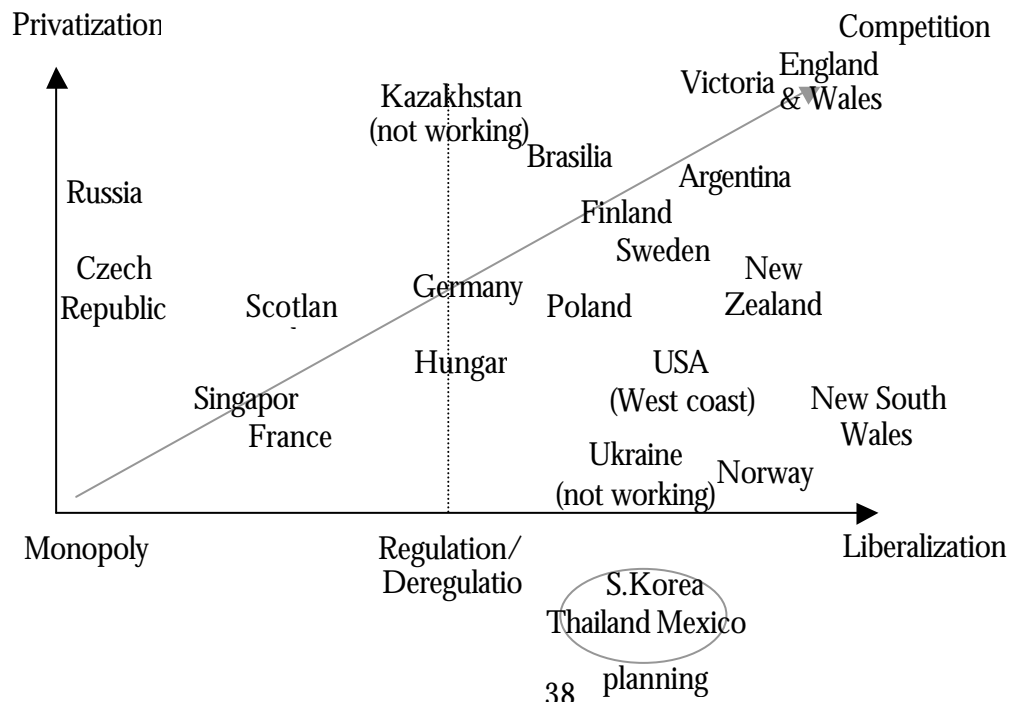 Privatization
Competition
England
Victoria
& Wales
Kazakhstan
(not working)
Brasilia
Argentina
Russia
Finland
Sweden
Czech
Republic
New
Zealand
Germany
Scotlan
Poland
Hungar
USA
(West coast)
Singapor
France
New South
Wales
Ukraine
(not working)
Norway
Monopoly
Regulation/
Deregulatio
Liberalization
S.Korea
Thailand Mexico
planning
38